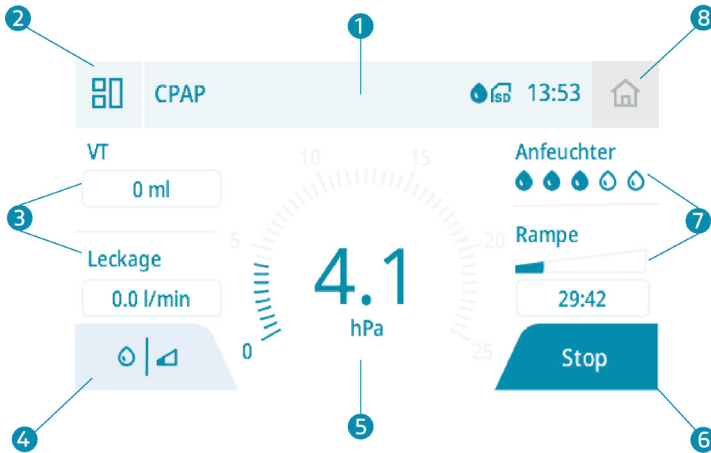 2
1
8
CPAP
SD 13:53
VT
0 ml
3
Leckage
0.0 l/min
4
10
15
5
20
0
25
4.1
hPa
5
Anfeuchter
7
Rampe
29:42
Stop
6